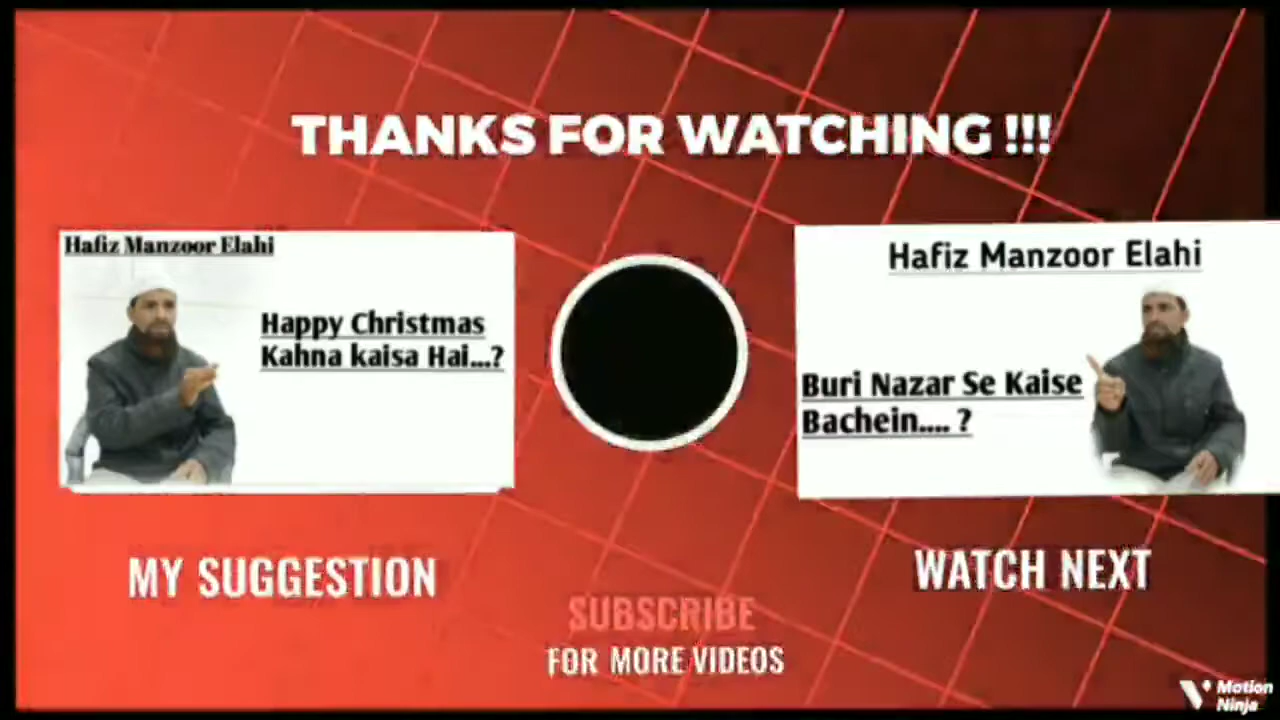 THANKS FOR WATCHING !!!
Hafiz Manzoor Elahi
Happy Christmas
Kahna kaisa Hai...?
Hafiz Manzoor Elahi
Buri Nazar Se Kaise
Bachein.... ?
MY SUGGESTION
WATCH NEXT
SUBSCRIBE
FOR MORE VIDEOS
Motion
Ninja